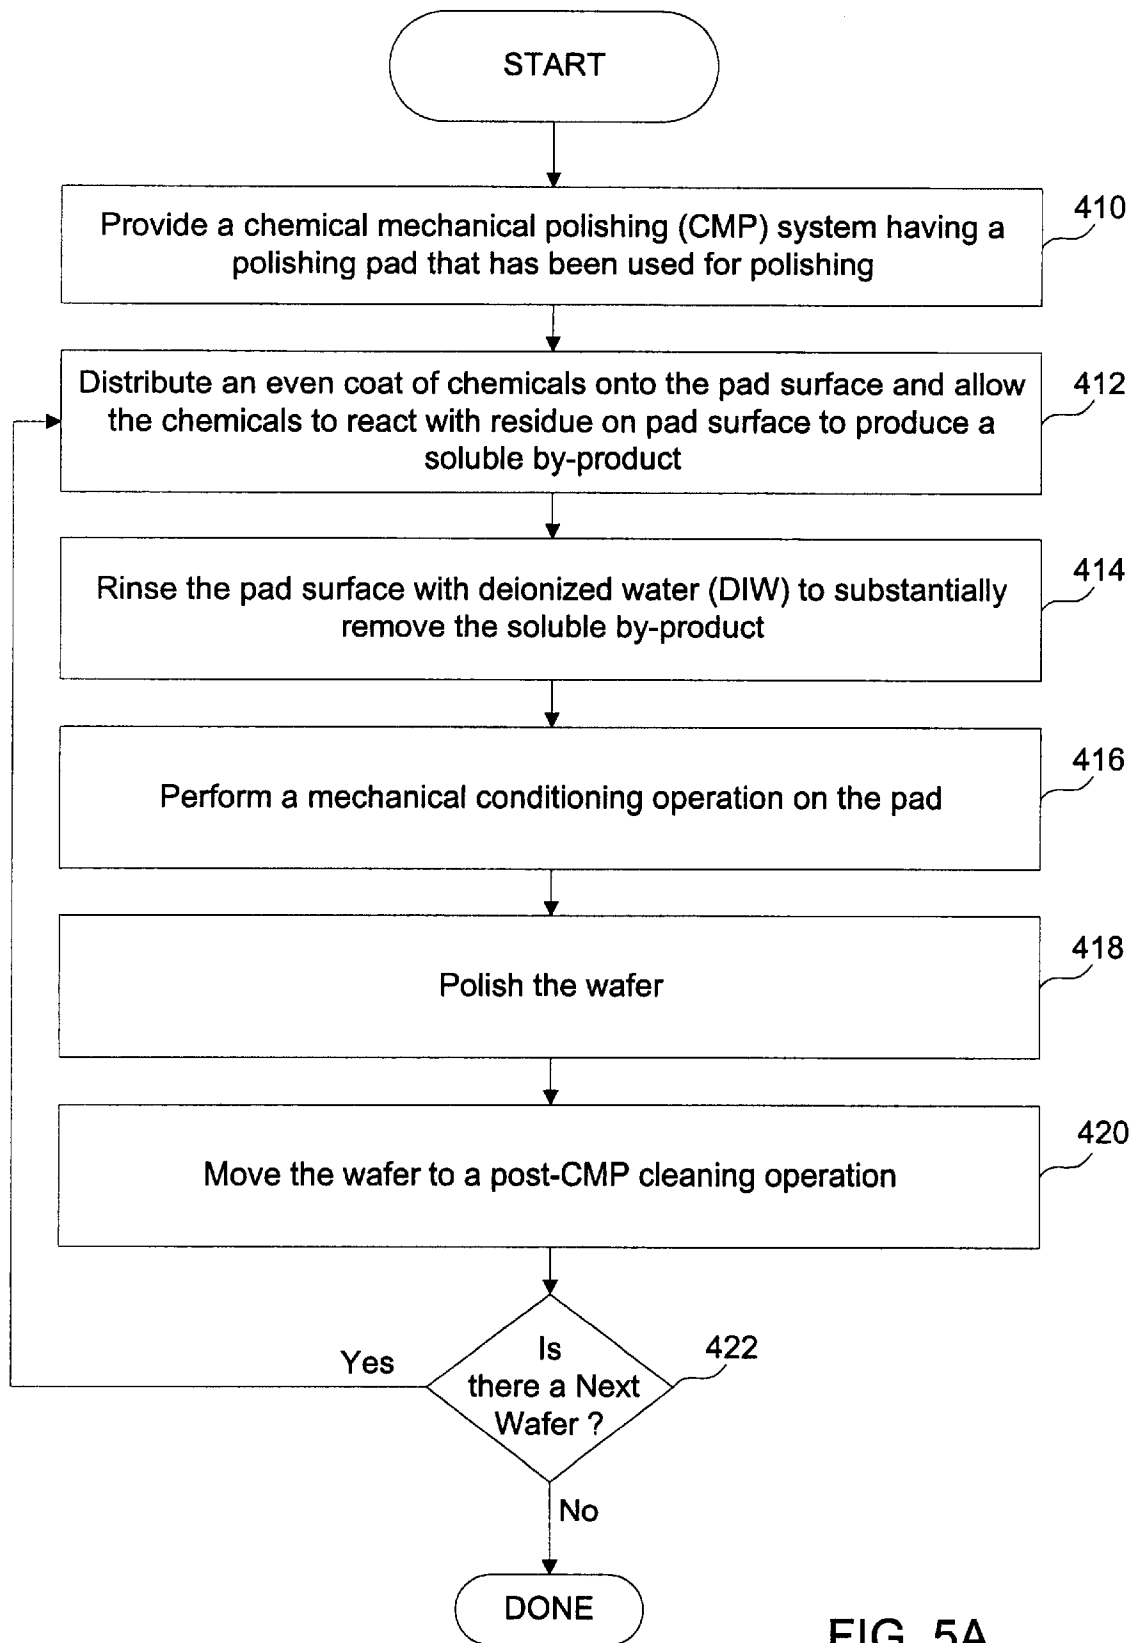 START
Provide a chemical mechanical polishing (CMP) system having a
polishing pad that has been used for polishing
410
Distribute an even coat of chemicals onto the pad surface and allow
the chemicals to react with residue on pad surface to produce a
soluble by-product
412
Rinse the pad surface with deionized water (DIW) to substantially
remove the soluble by-product
414
Perform a mechanical conditioning operation on the pad
416
Polish the wafer
418
Move the wafer to a post-CMP cleaning operation
420
Is
there a Next
Wafer ?
422
Yes
No
DONE
FIG. 5A